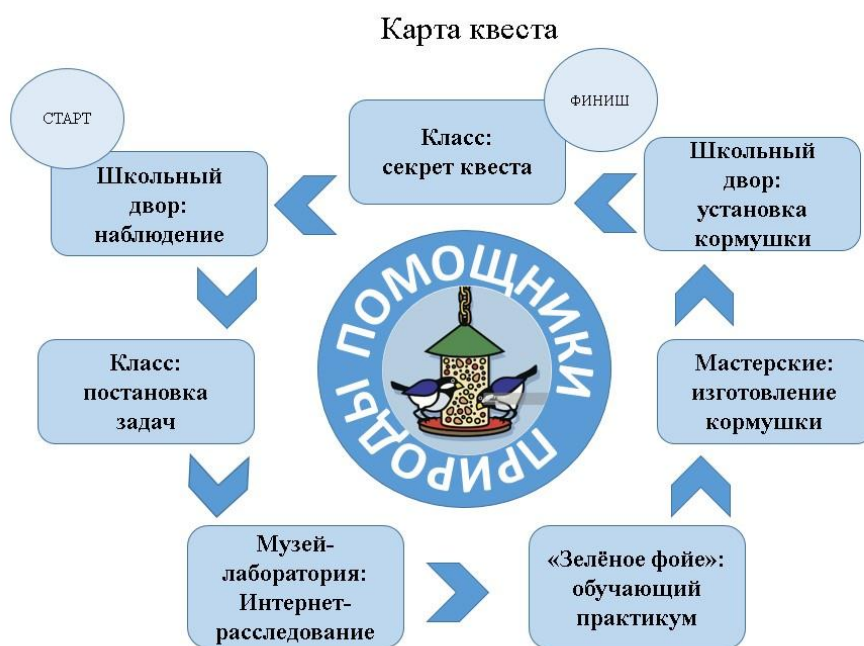 Карта квеста
СТАРТ
Школьный
двор:
наблюдение
Класс:
постановка
задач
Музей-
лаборатория:
Интернет-
расследование
«Зелёное фойе»:
обучающий
практикум
Мастерские:
изготовление
кормушки
Школьный
двор:
установка
кормушки
ФИНИШ
Класс:
секрет квеста
ПОМОЩНИКИ
ПРИРОДЫ